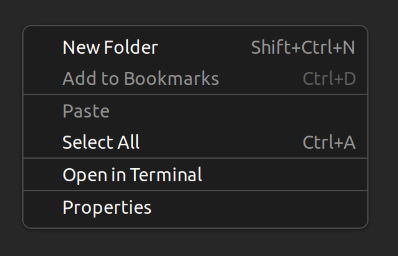 New Folder Shift+Ctrl+N
Add to Bookmarks Ctrl+D
Paste
Select All Ctrl+A
Open in Terminal
Properties